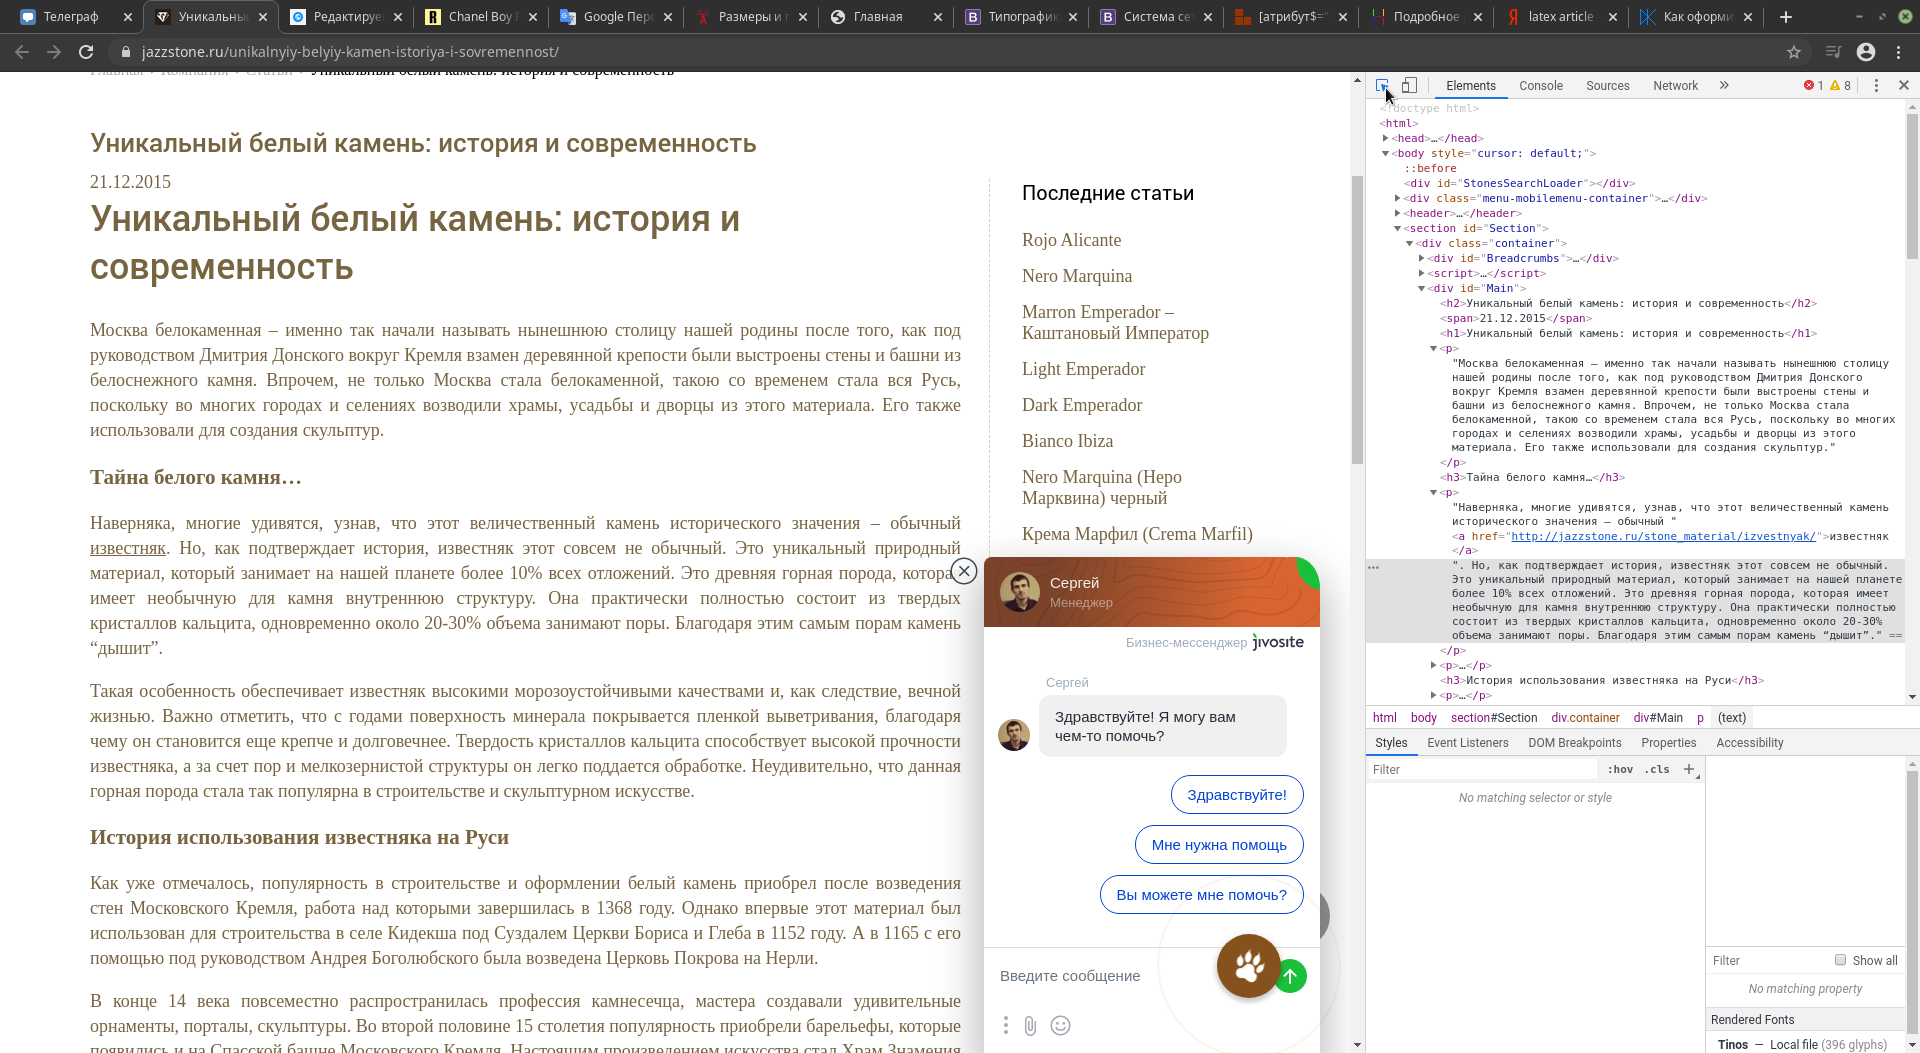 Телеграф
Уникальны
Редактируе
Chanel Boy F
Google Пер
Размеры и г
Главная
Типографик
Система сет
[атрибут$="
Подробное
latex article
Как оформи
jazzstone.ru/unikalnyiy-belyiy-kamen-istoriya-i-sovremennost/
Главная
Компания
Статьи
Уникальный белый камень: история и современность
Уникальный белый камень: история и современность
21.12.2015
Уникальный белый камень: история и
современность
Москва белокаменная – именно так начали называть нынешнюю столицу нашей родины после того, как под
руководством Дмитрия Донского вокруг Кремля взамен деревянной крепости были выстроены стены и башни из
белоснежного камня. Впрочем, не только Москва стала белокаменной, такою со временем стала вся Русь,
поскольку во многих городах и селениях возводили храмы, усадьбы и дворцы из этого материала. Его также
использовали для создания скульптур.
Тайна белого камня…
Наверняка, многие удивятся, узнав, что этот величественный камень исторического значения – обычный
известняк. Но, как подтверждает история, известняк этот совсем не обычный. Это уникальный природный
материал, который занимает на нашей планете более 10% всех отложений. Это древняя горная порода, котора
имеет необычную для камня внутреннюю структуру. Она практически полностью состоит из твердых
кристаллов кальцита, одновременно около 20-30% объема занимают поры. Благодаря этим самым порам камень
“дышит”.
Такая особенность обеспечивает известняк высокими морозоустойчивыми качествами и, как следствие, вечной
жизнью. Важно отметить, что с годами поверхность минерала покрывается пленкой выветривания, благодаря
чему он становится еще крепче и долговечнее. Твердость кристаллов кальцита способствует высокой прочности
известняка, а за счет пор и мелкозернистой структуры он легко поддается обработке. Неудивительно, что данная
горная порода стала так популярна в строительстве и скульптурном искусстве.
История использования известняка на Руси
Как уже отмечалось, популярность в строительстве и оформлении белый камень приобрел после возведения
стен Московского Кремля, работа над которыми завершилась в 1368 году. Однако впервые этот материал был
использован для строительства в селе Кидекша под Суздалем Церкви Бориса и Глеба в 1152 году. А в 1165 с его
помощью под руководством Андрея Боголюбского была возведена Церковь Покрова на Нерли.
В конце 14 века повсеместно распространилась профессия камнесечца, мастера создавали удивительные
орнаменты, порталы, скульптуры. Во второй половине 15 столетия популярность приобрели барельефы, которые
появились и на Спасской башне Московского Кремля. Настоящим произведением искусства стал Храм Знамения
Последние статьи
Rojo Alicante
Nero Marquina
Marron Emperador –
Каштановый Император
Light Emperador
Dark Emperador
Bianco Ibiza
Nero Marquina (Неро
Марквина) черный
Крема Марфил (Crema Marfil)
Сергей
Менеджер
Бизнес-мессенджер jivosite
Сергей
Здравствуйте! Я могу вам
чем-то помочь?
Здравствуйте!
Мне нужна помощь
Вы можете мне помочь?
Введите сообщение
Elements
Console
Sources
Network
1
8
<!doctype html>
<html>
<head>…</head>
<body style="cursor: default;">
::before
<div id="StonesSearchLoader"></div>
<div class="menu-mobilemenu-container">…</div>
<header>…</header>
<section id="Section">
<div class="container">
<div id="Breadcrumbs">…</div>
<script>…</script>
<div id="Main">
<h2>Уникальный белый камень: история и современность</h2>
<span>21.12.2015</span>
<h1>Уникальный белый камень: история и современность</h1>
<p>
"Москва белокаменная – именно так начали называть нынешнюю столицу
нашей родины после того, как под руководством Дмитрия Донского
вокруг Кремля взамен деревянной крепости были выстроены стены и
башни из белоснежного камня. Впрочем, не только Москва стала
белокаменной, такою со временем стала вся Русь, поскольку во многих
городах и селениях возводили храмы, усадьбы и дворцы из этого
материала. Его также использовали для создания скульптур."
</p>
<h3>Тайна белого камня…</h3>
<p>
"Наверняка, многие удивятся, узнав, что этот величественный камень
исторического значения – обычный "
<a href="http://jazzstone.ru/stone_material/izvestnyak/">известняк
</a>
". Но, как подтверждает история, известняк этот совсем не обычный.
Это уникальный природный материал, который занимает на нашей планете
более 10% всех отложений. Это древняя горная порода, которая имеет
необычную для камня внутреннюю структуру. Она практически полностью
состоит из твердых кристаллов кальцита, одновременно около 20-30%
объема занимают поры. Благодаря этим самым порам камень “дышит”." ==
</p>
<p>…</p>
<h3>История использования известняка на Руси</h3>
<p>…</p>
html body section#Section div.container div#Main p (text)
Styles
Event Listeners
DOM Breakpoints
Properties
Accessibility
Filter
:hov .cls
No matching selector or style
Filter
Show all
No matching property
Rendered Fonts
Tinos — Local file (396 glyphs)